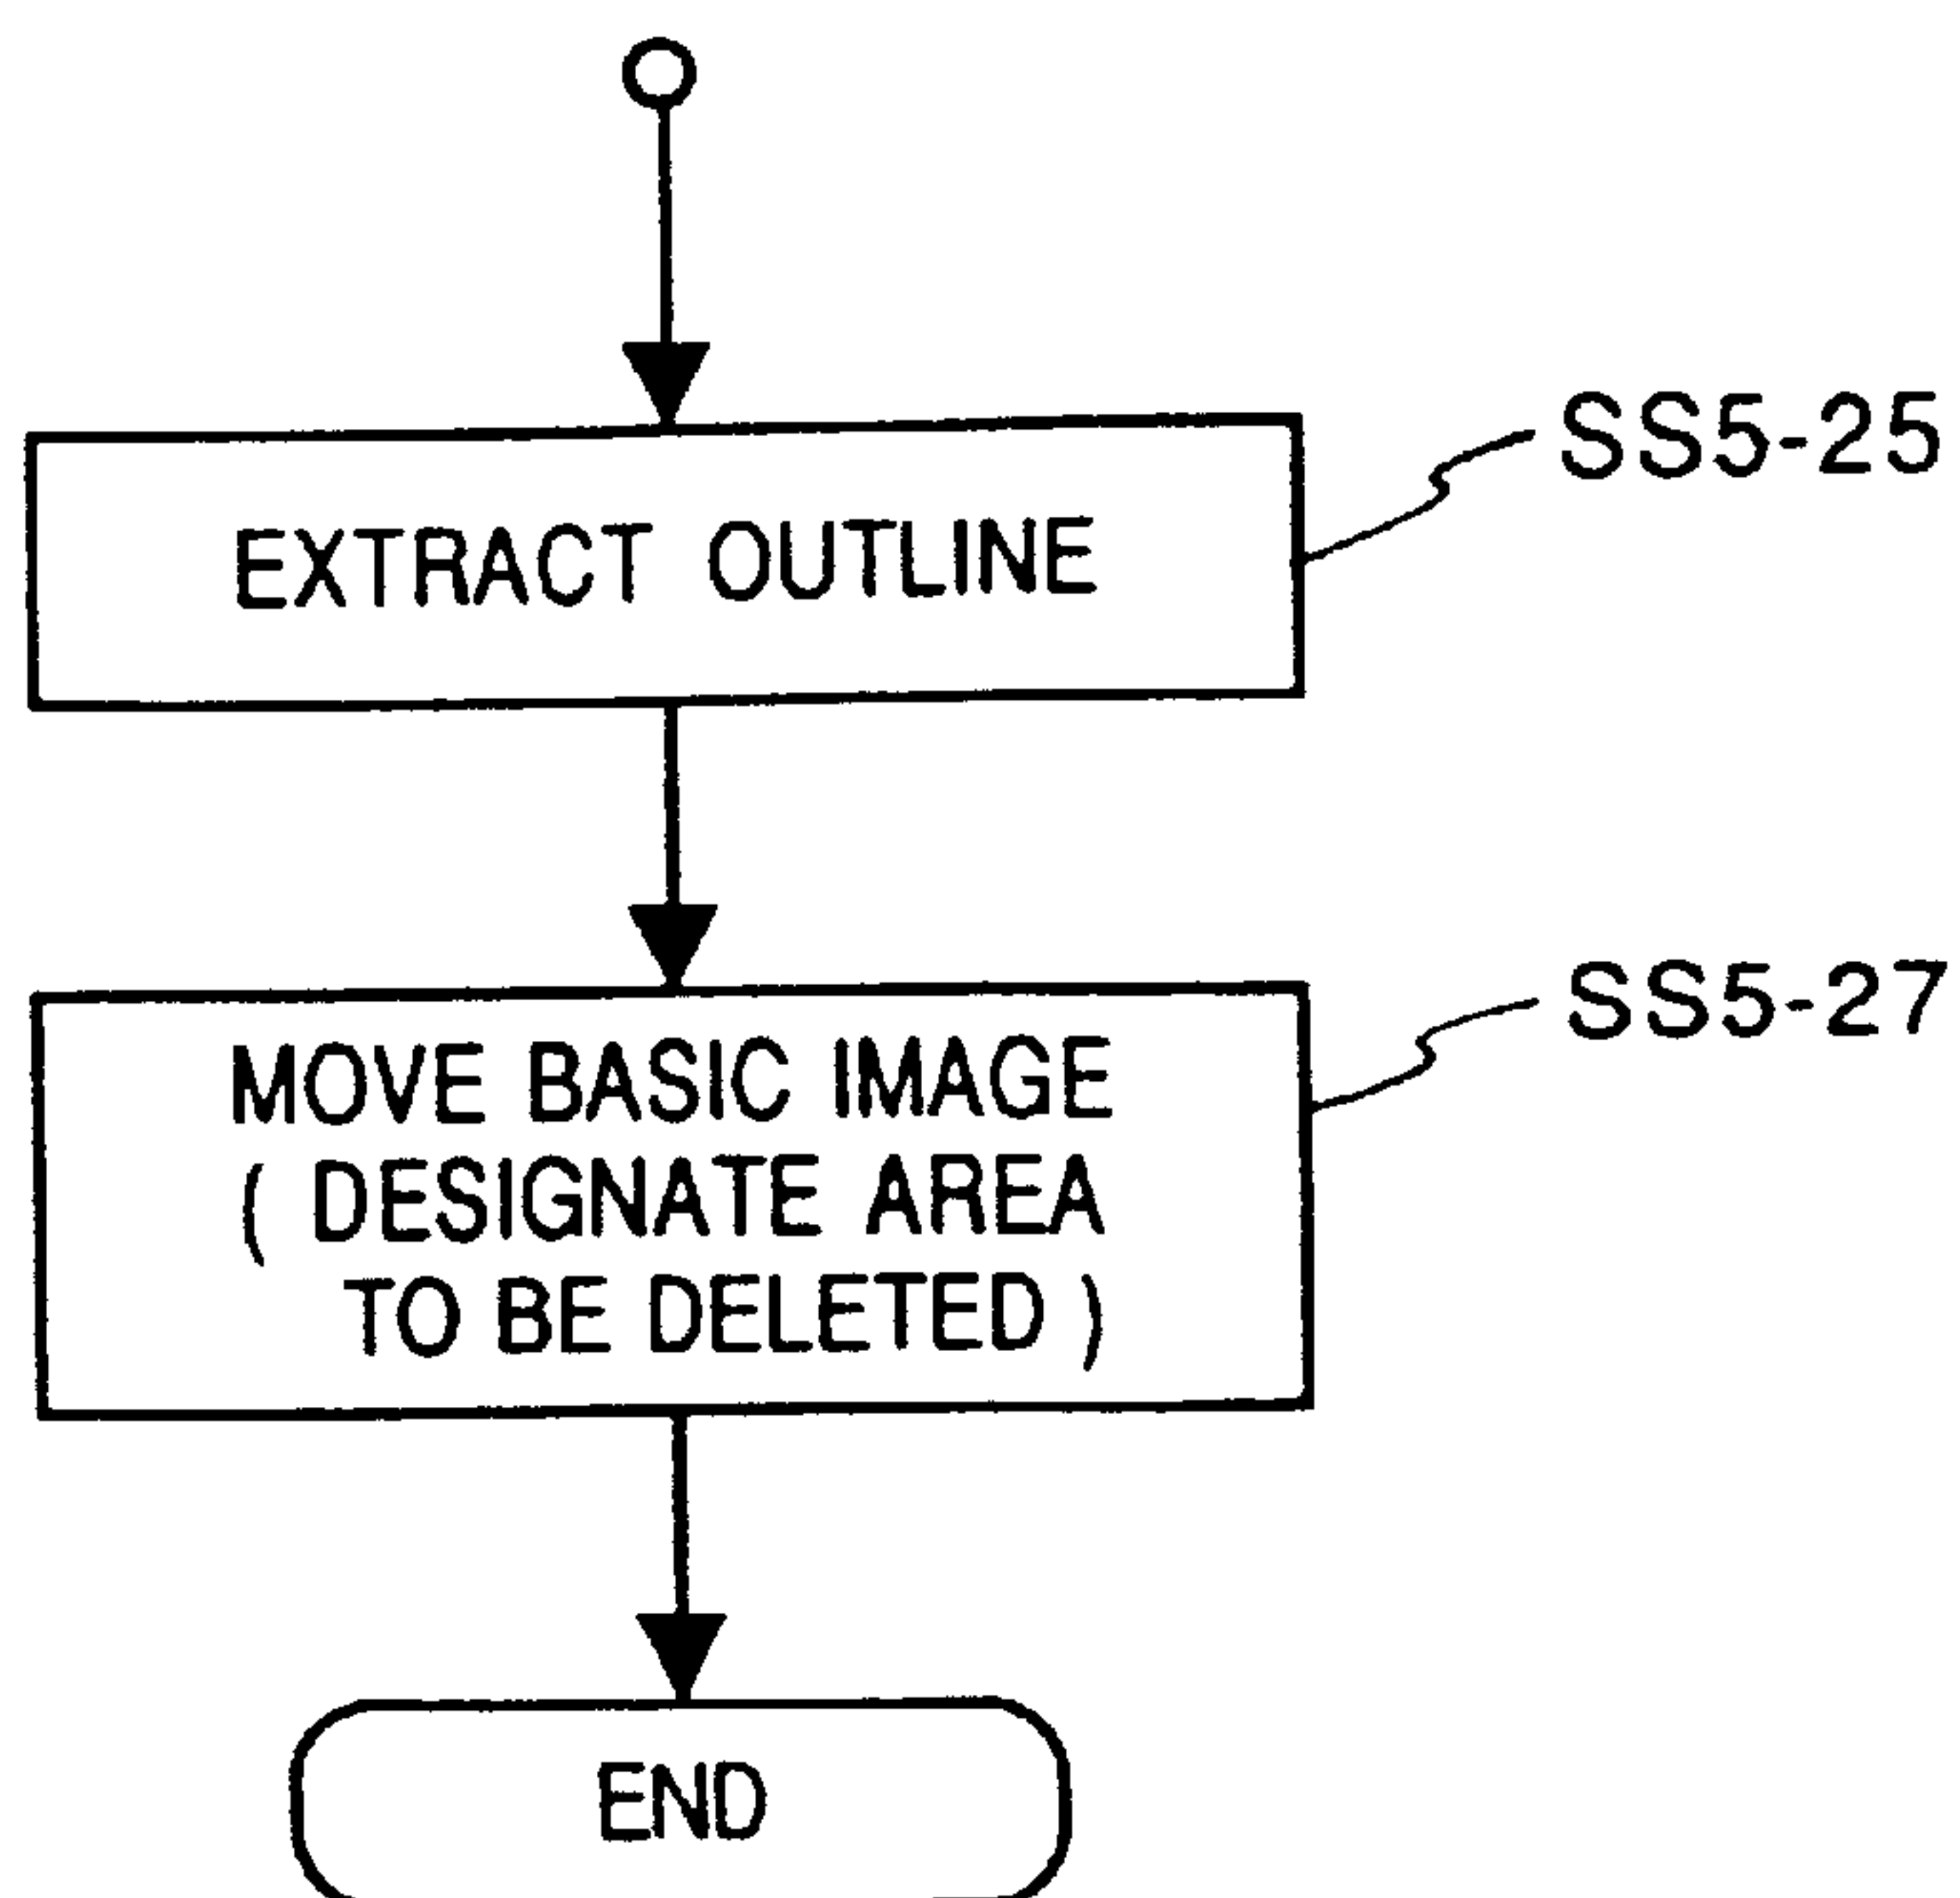 EXTRACT OUTLINE
SS5-25
MOVE BASIC IMAGE
( DESIGNATE AREA
TO BE DELETED )
SS5-27
END